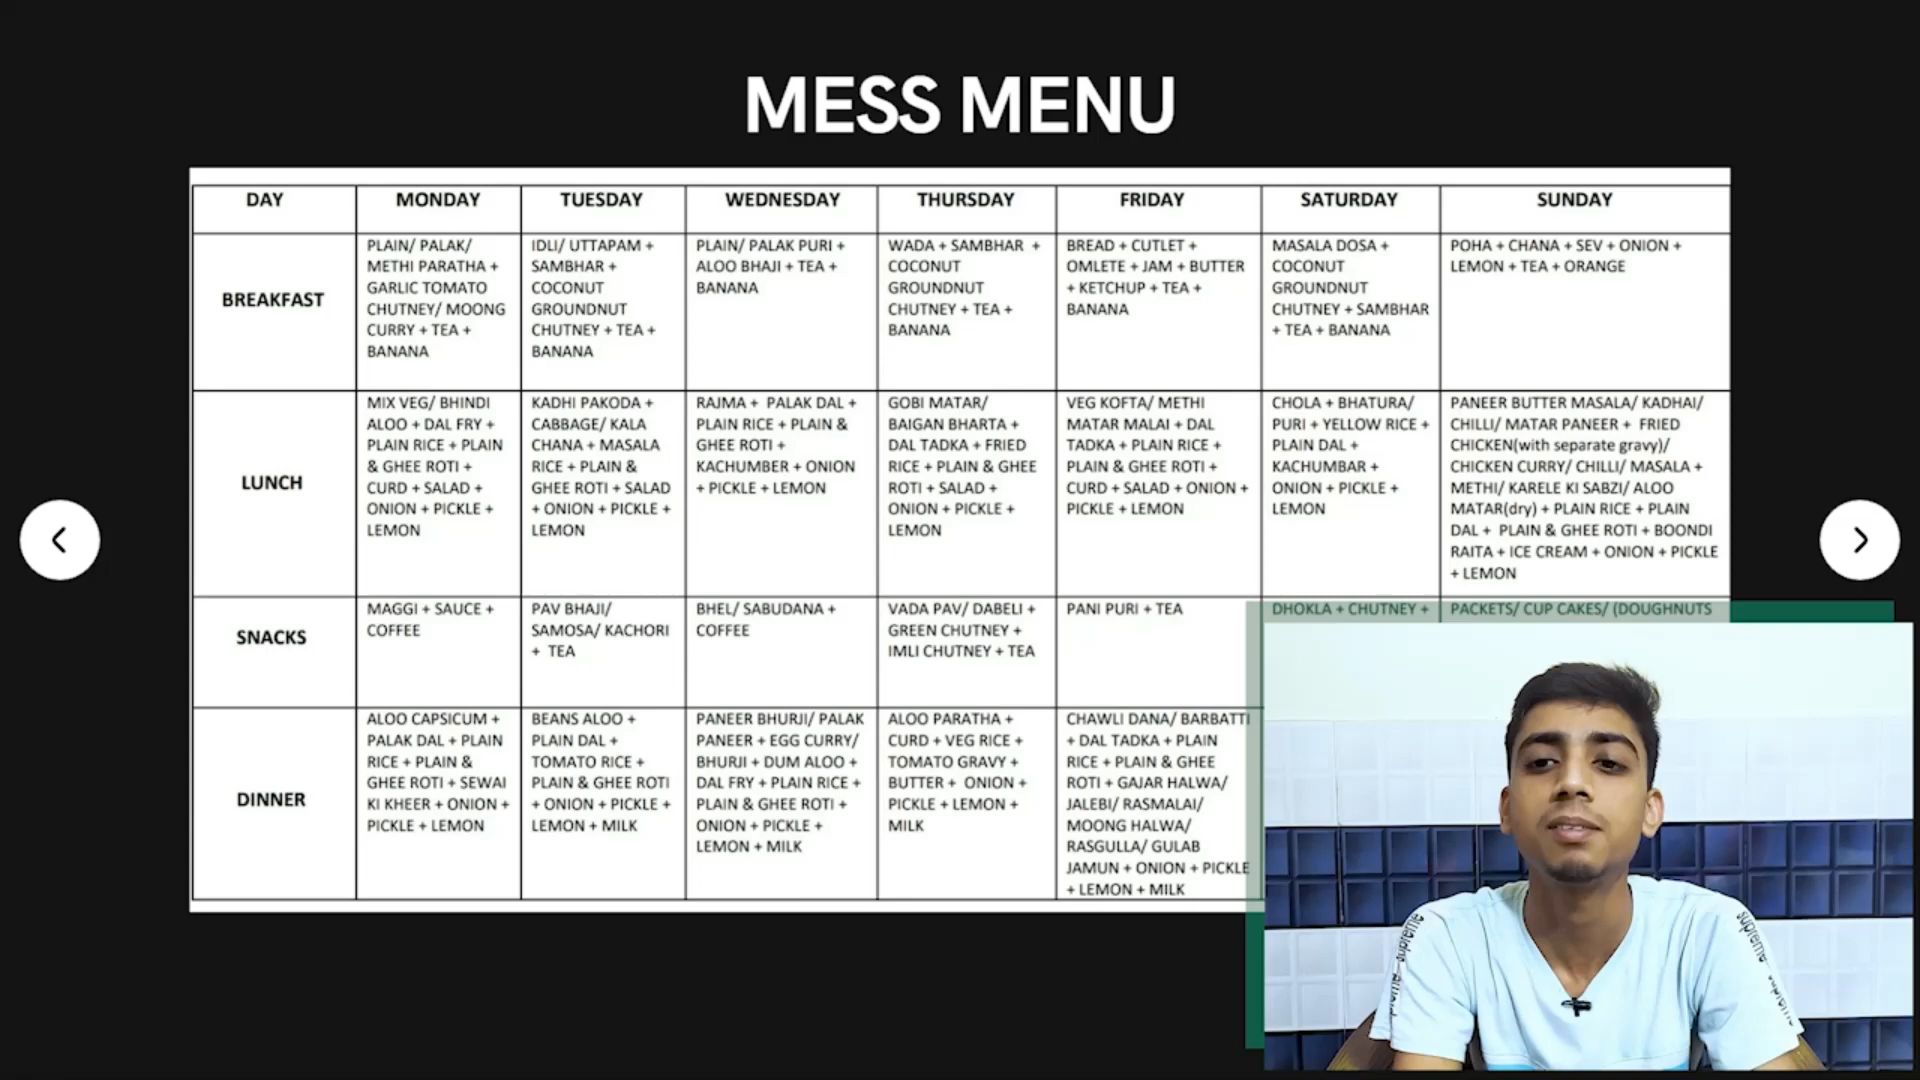 MESS MENU
DAY MONDAY TUESDAY WEDNESDAY THURSDAY FRIDAY SATURDAY SUNDAY
BREAKFAST
PLAIN/ PALAK/
METHI PARATHA +
GARLIC TOMATO
CHUTNEY/ MOONG
CURRY + TEA +
BANANA
IDLI/ UTTAPAM +
SAMBHAR +
COCONUT
GROUNDNUT
CHUTNEY + TEA +
BANANA
PLAIN/ PALAK PURI +
ALOO BHAJI + TEA +
BANANA
WADA + SAMBHAR +
COCONUT
GROUNDNUT
CHUTNEY + TEA +
BANANA
BREAD + CUTLET +
OMLETE + JAM + BUTTER
+ KETCHUP + TEA +
BANANA
MASALA DOSA +
COCONUT
GROUNDNUT
CHUTNEY + SAMBHAR
+ TEA + BANANA
POHA + CHANA + SEV + ONION +
LEMON + TEA + ORANGE
LUNCH
MIX VEG/ BHINDI
ALOO + DAL FRY +
PLAIN RICE + PLAIN
& GHEE ROTI +
CURD + SALAD +
ONION + PICKLE +
LEMON
KADHI PAKODA +
CABBAGE/ KALA
CHANA + MASALA
RICE + PLAIN &
GHEE ROTI + SALAD
+ ONION + PICKLE +
LEMON
RAJMA + PALAK DAL +
PLAIN RICE + PLAIN &
GHEE ROTI +
KACHUMBER + ONION
+ PICKLE + LEMON
GOBI MATAR/
BAIGAN BHARTA +
DAL TADKA + FRIED
RICE + PLAIN & GHEE
ROTI + SALAD +
ONION + PICKLE +
LEMON
VEG KOFTA/ METHI
MATAR MALAI + DAL
TADKA + PLAIN RICE +
PLAIN & GHEE ROTI +
CURD + SALAD + ONION +
PICKLE + LEMON
CHOLA + BHATURA/
PURI + YELLOW RICE +
PLAIN DAL +
KACHUMBAR +
ONION + PICKLE +
LEMON
PANEER BUTTER MASALA/ KADHAI/
CHILLI/ MATAR PANEER + FRIED
CHICKEN(with separate gravy)/
CHICKEN CURRY/ CHILLI/ MASALA +
METHI/ KARELE KI SABZI/ ALOO
MATAR(dry) + PLAIN RICE + PLAIN
DAL + PLAIN & GHEE ROTI + BOONDI
RAITA + ICE CREAM + ONION + PICKLE
+ LEMON
SNACKS
MAGGI + SAUCE +
COFFEE
PAV BHAJI/
SAMOSA/ KACHORI
+ TEA
BHEL/ SABUDANA +
COFFEE
VADA PAV/ DABELI +
GREEN CHUTNEY +
IMLI CHUTNEY + TEA
PANI PURI + TEA
DHOKLA + CHUTNEY +
PACKETS/ CUP CAKES/ (DOUGHNUTS
DINNER
ALOO CAPSICUM +
PALAK DAL + PLAIN
RICE + PLAIN &
GHEE ROTI + SEWAI
KI KHEER + ONION +
PICKLE + LEMON
BEANS ALOO +
PLAIN DAL +
TOMATO RICE +
PLAIN & GHEE ROTI
+ ONION + PICKLE +
LEMON + MILK
PANEER BHURJI/ PALAK
PANEER + EGG CURRY/
BHURJI + DUM ALOO +
DAL FRY + PLAIN RICE +
PLAIN & GHEE ROTI +
ONION + PICKLE +
LEMON + MILK
ALOO PARATHA +
CURD + VEG RICE +
TOMATO GRAVY +
BUTTER + ONION +
PICKLE + LEMON +
MILK
CHAWLI DANA/ BARBATTI
+ DAL TADKA + PLAIN
RICE + PLAIN & GHEE
ROTI + GAJAR HALWA/
JALEBI/ RASMALAI/
MOONG HALWA/
RASGULLA/ GULAB
JAMUN + ONION + PICKLE
+ LEMON + MILK
supreme
supreme
supreme